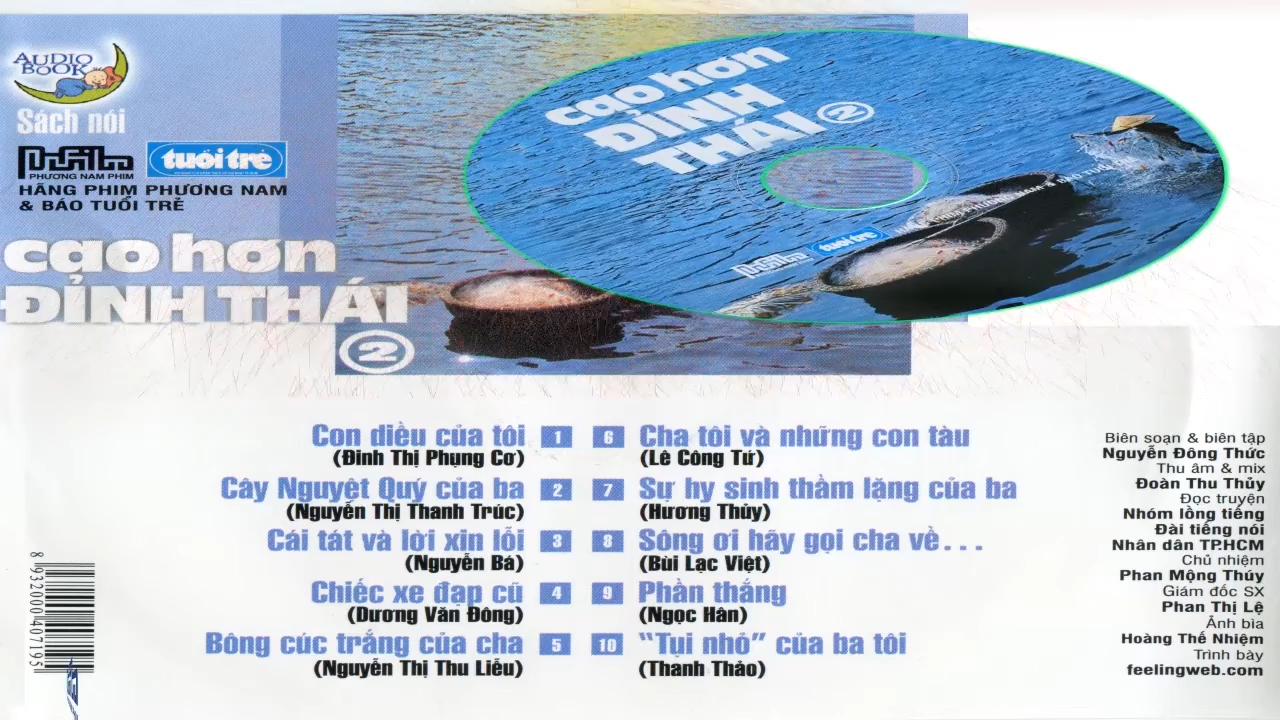 AUDIO
BOOK
Sách nói
PHƯƠNG NAM PHIM
tuổi trẻ
HÃNG PHIM PHƯƠNG NAM
& BÁO TUỔI TRẺ
cao hơn
ĐỈNH THÁI
2
cao hơn
ĐỈNH
THÁI 2
tuổi trẻ
Con diều của tôi 1
(Đinh Thị Phụng Cơ)
Cây Nguyệt Quý của ba 2
(Nguyễn Thị Thanh Trúc)
Cái tát và lời xin lỗi 3
(Nguyễn Bá)
Chiếc xe đạp cũ 4
(Dương Văn Đông)
Bông cúc trắng của cha 5
(Nguyễn Thị Thu Liễu)
6 Cha tôi và những con tàu
(Lê Công Tứ)
7 Sự hy sinh thầm lặng của ba
(Hương Thủy)
8 Sông ơi hãy gọi cha về...
(Bùi Lạc Việt)
9 Phần thắng
(Ngọc Hân)
10 "Tụi nhỏ" của ba tôi
(Thanh Thảo)
Biên soạn & biên tập
Nguyễn Đông Thức
Thu âm & mix
Đoàn Thu Thủy
Đọc truyện
Nhóm lồng tiếng
Đài tiếng nói
Nhân dân TP.HCM
Chủ nhiệm
Phan Mộng Thúy
Giám đốc SX
Phan Thị Lệ
Ảnh bìa
Hoàng Thế Nhiệm
Trình bày
feelingweb.com
8 932000 407195